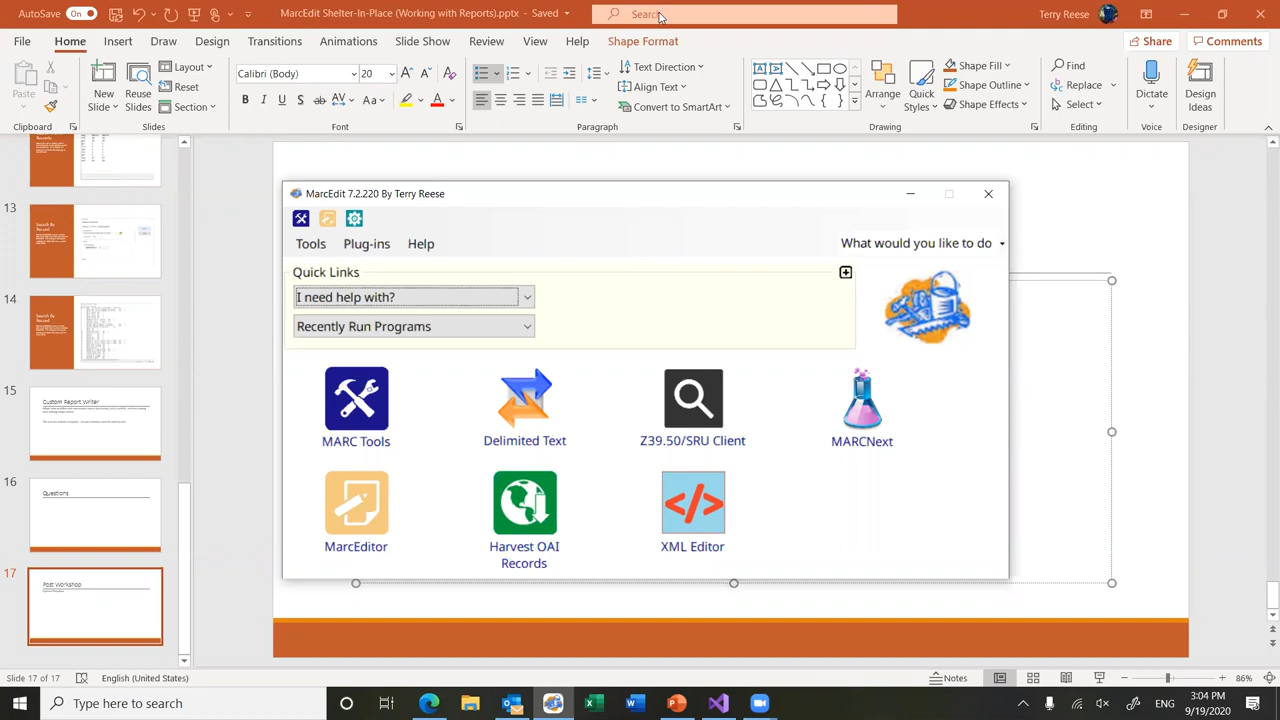 AutoSave On MarcEdit Shelter-In-Place (Working with Reports).pptx - Saved Search Terry Reese
File Home Insert Draw Design Transitions Animations Slide Show Review View Help Shape Format Share Comments
Paste
New Slide
Reuse Slides
Layout
Reset
Section
Calibri (Body) 20
B I U S ab AV Aa A
Text Direction
Align Text
Convert to SmartArt
Arrange
Quick Styles
Shape Fill
Shape Outline
Shape Effects
Find
Replace
Select
Dictate
Design Ideas
Clipboard Slides Font Paragraph Drawing Editing Voice Designer
13
14
15
Custom Report Writer
16
Questions
17
Post Workshop
MarcEdit 7.2.220 By Terry Reese
Tools Plug-ins Help What would you like to do
Quick Links
I need help with?
Recently Run Programs
MARC Tools Delimited Text Z39.50/SRU Client MARCNext
MarcEditor Harvest OAI Records XML Editor
Slide 17 of 17 English (United States) Notes 86%
Type here to search ENG 3:04 PM
9/19/2020